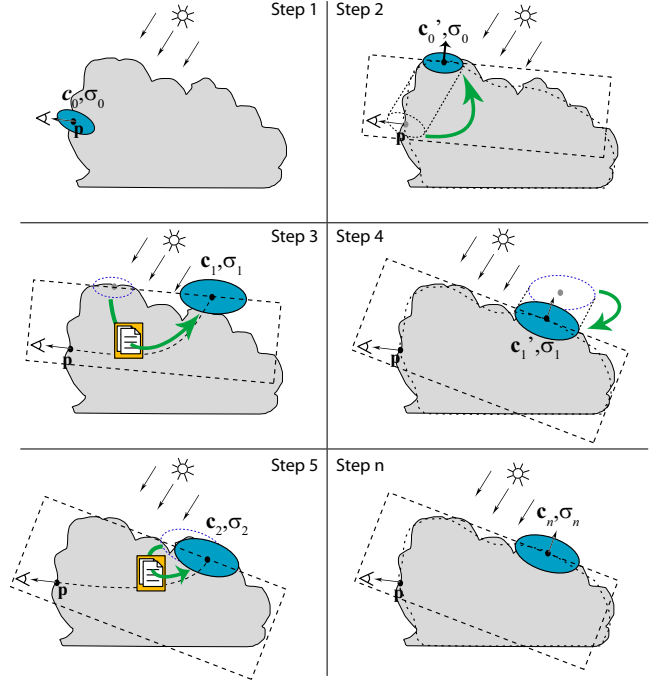 Step 1
c₀,σ₀
p
Step 2
c₀’,σ₀
p
Step 3
c₁,σ₁
p
Step 4
c₁’,σ₁
p
Step 5
c₂,σ₂
p
Step n
cₙ,σₙ
p